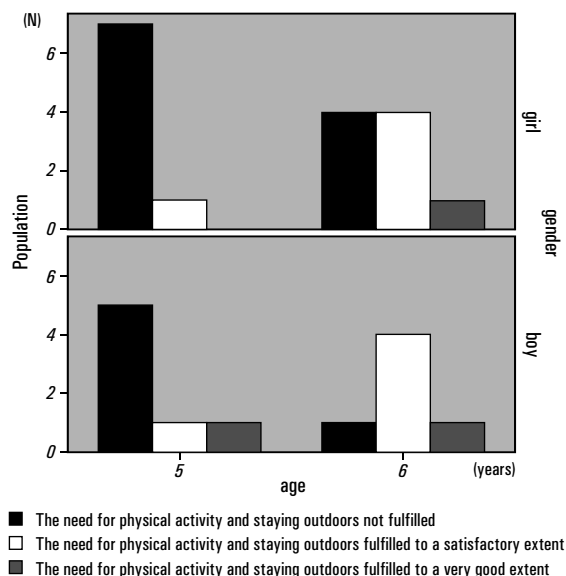 (N)
6
4
2
0
girl
Population
gender
6
4
2
0
boy
5
6
(years)
age
The need for physical activity and staying outdoors not fulfilled
The need for physical activity and staying outdoors fulfilled to a satisfactory extent
The need for physical activity and staying outdoors fulfilled to a very good extent